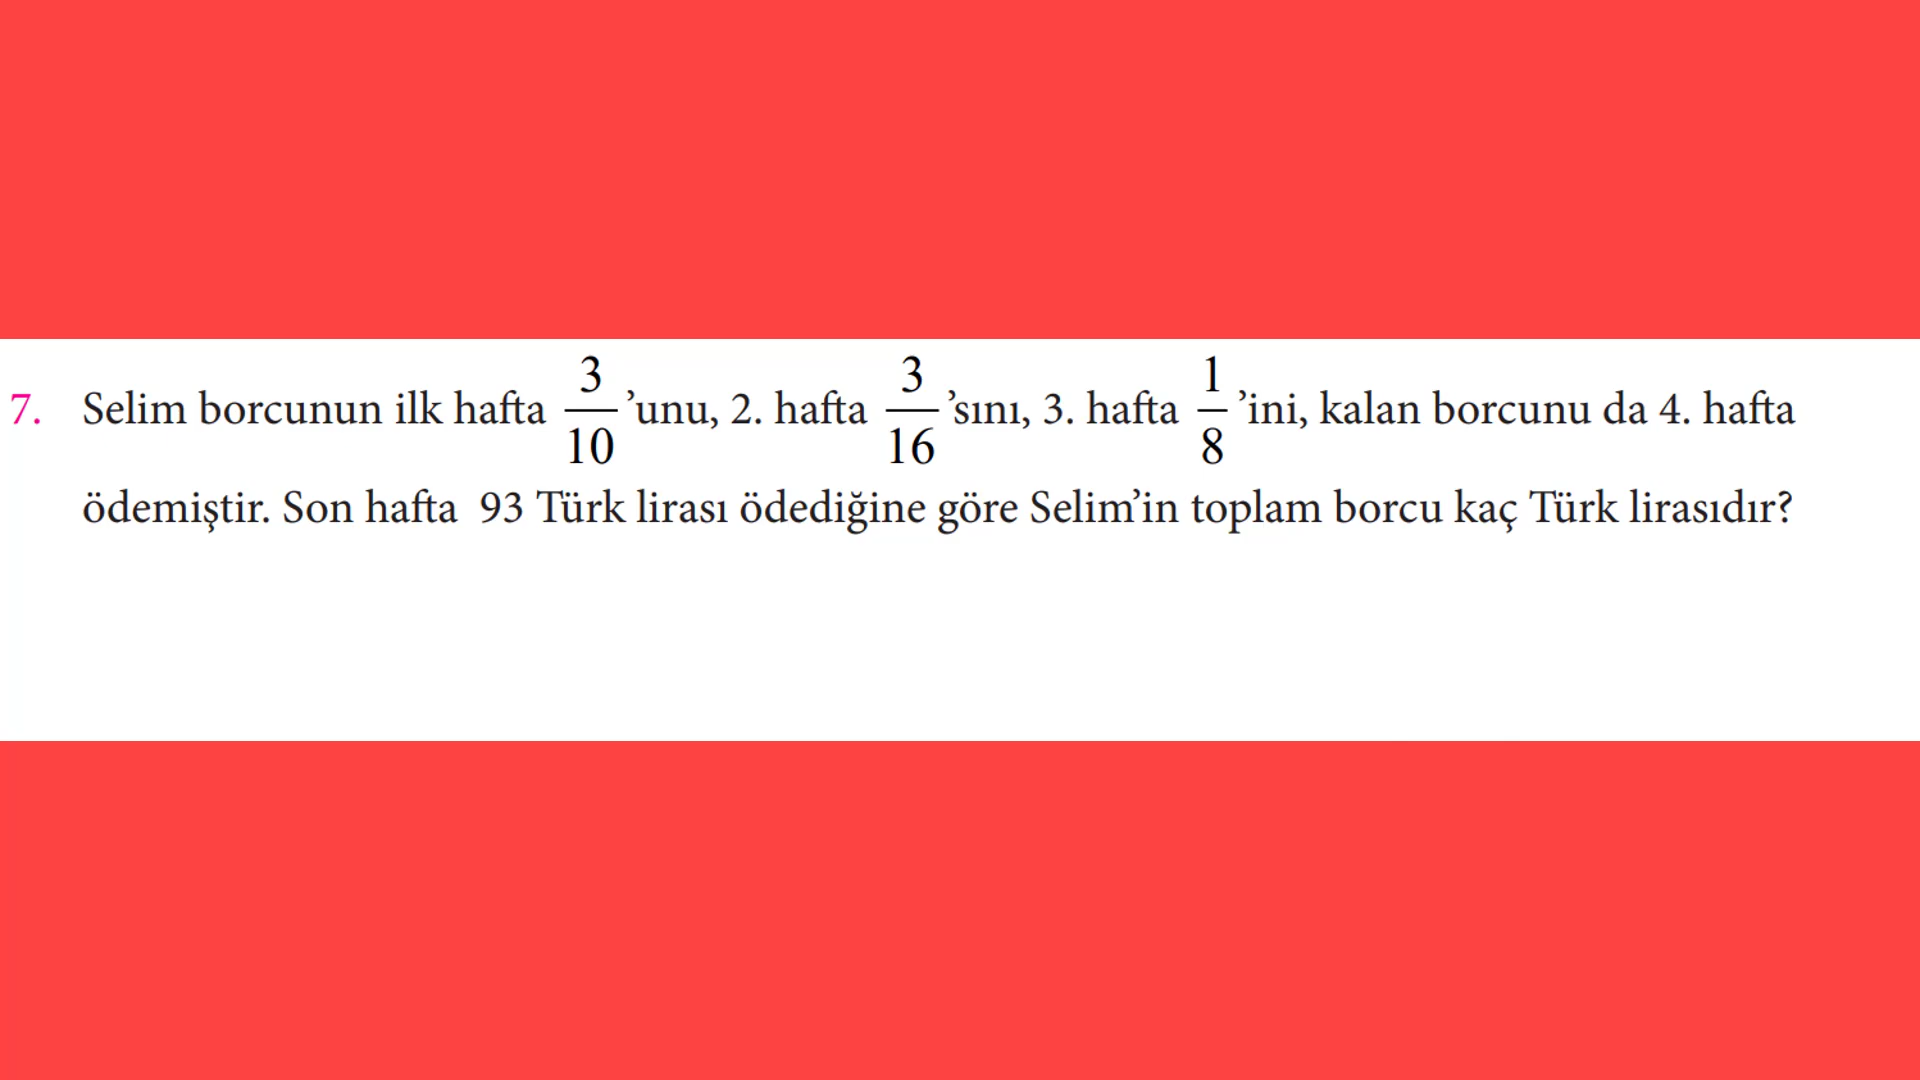 7. Selim borcunun ilk hafta 3/10 ’unu, 2. hafta 3/16 ’sını, 3. hafta 1/8 ’ini, kalan borcunu da 4. hafta
ödemiştir. Son hafta 93 Türk lirası ödediğine göre Selim’in toplam borcu kaç Türk lirasıdır?